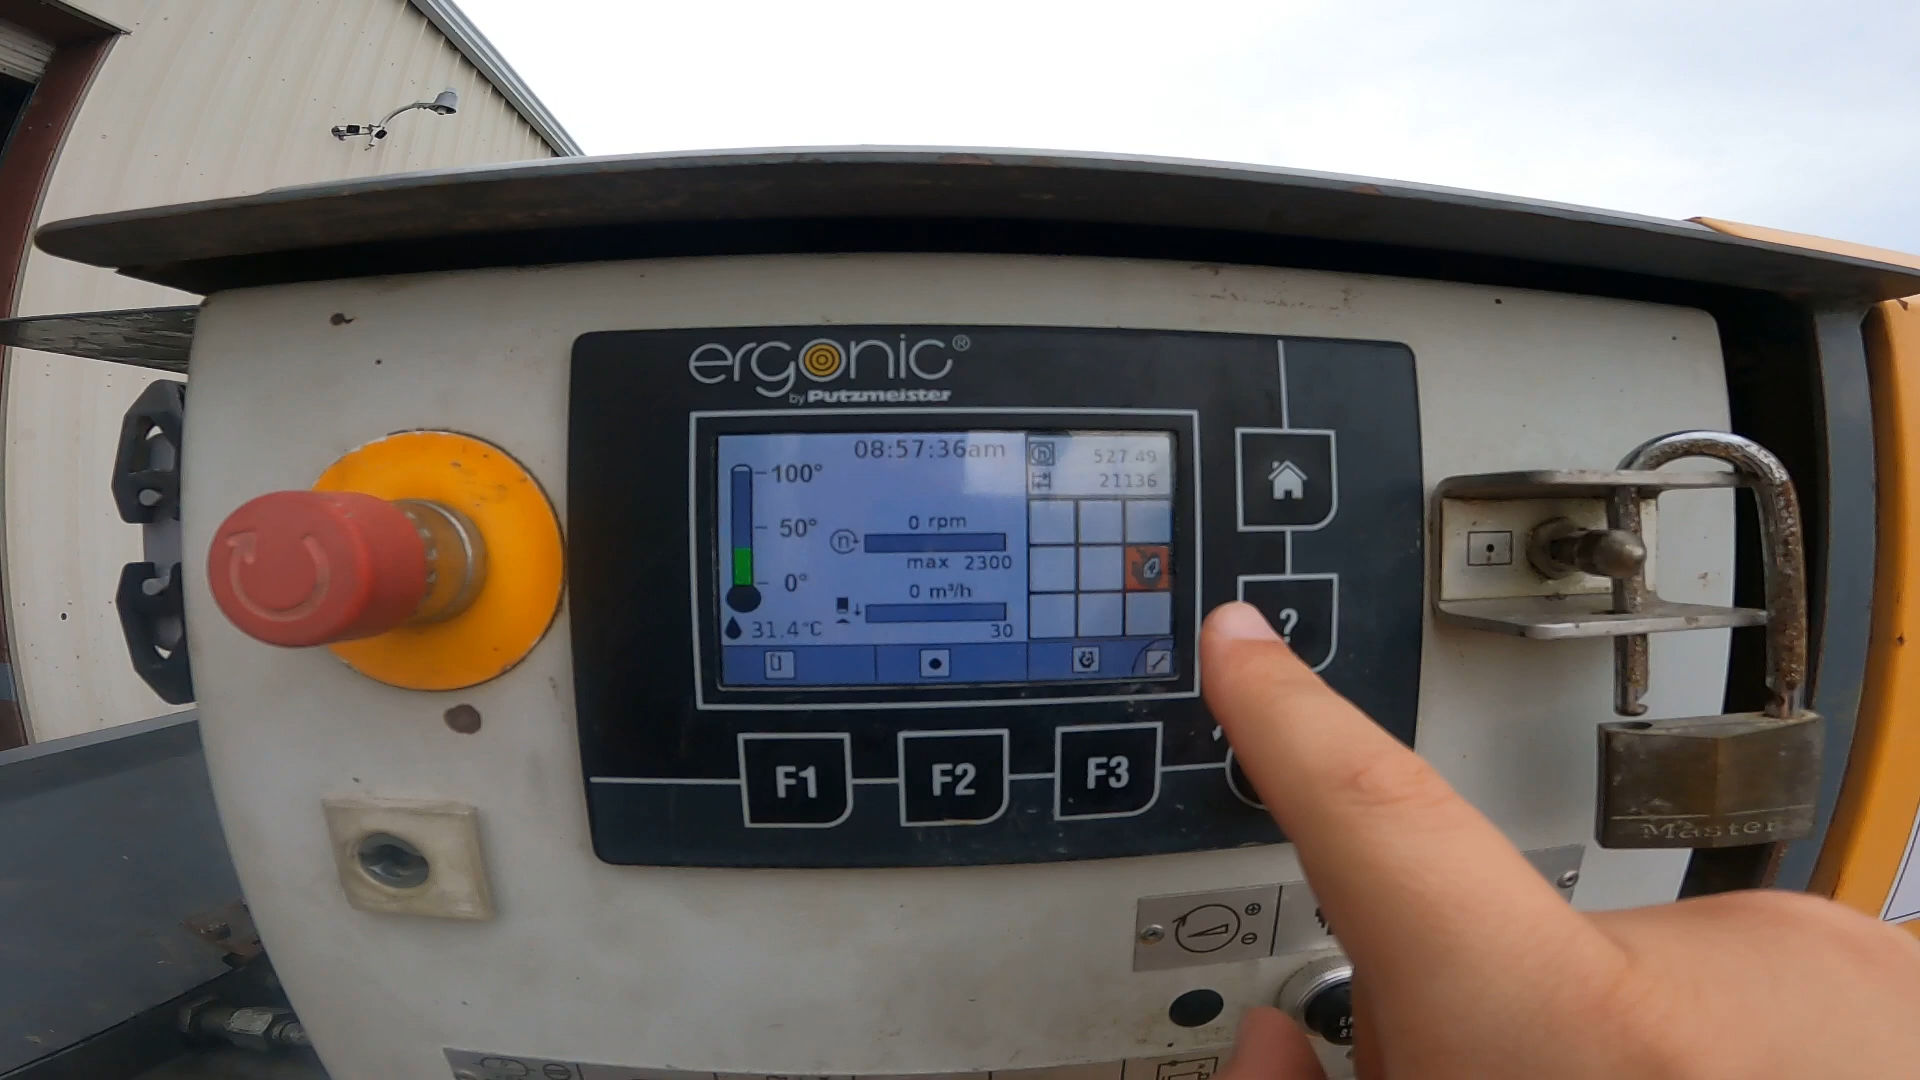 ergonic®
by Putzmeister
08:57:36am
100°
50°
0°
31.4°C
0 rpm
n
max 2300
0 m³/h
30
h 527.49
21136
?
F1 F2 F3
Master